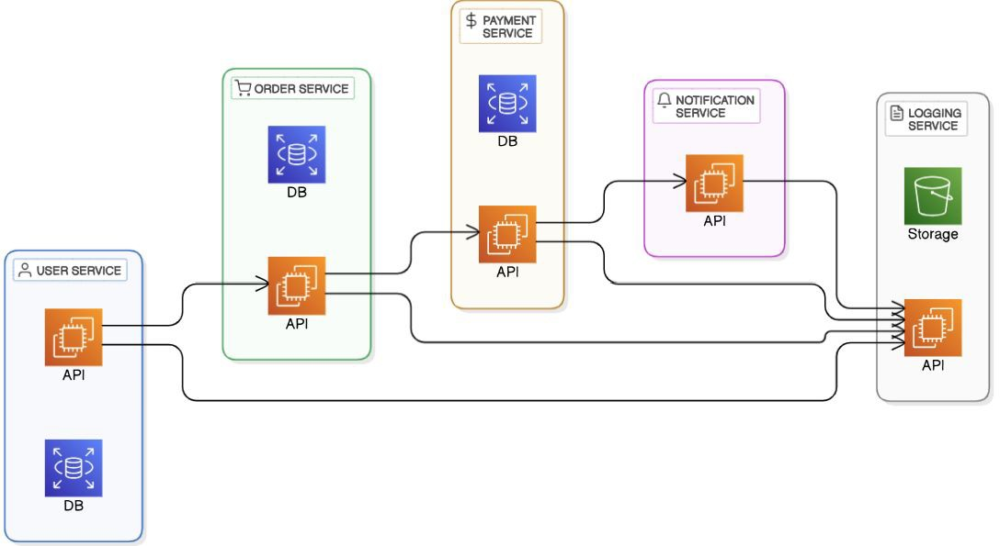 USER SERVICE
API
DB
ORDER SERVICE
DB
API
$ PAYMENT
SERVICE
DB
API
NOTIFICATION
SERVICE
API
LOGGING
SERVICE
Storage
API